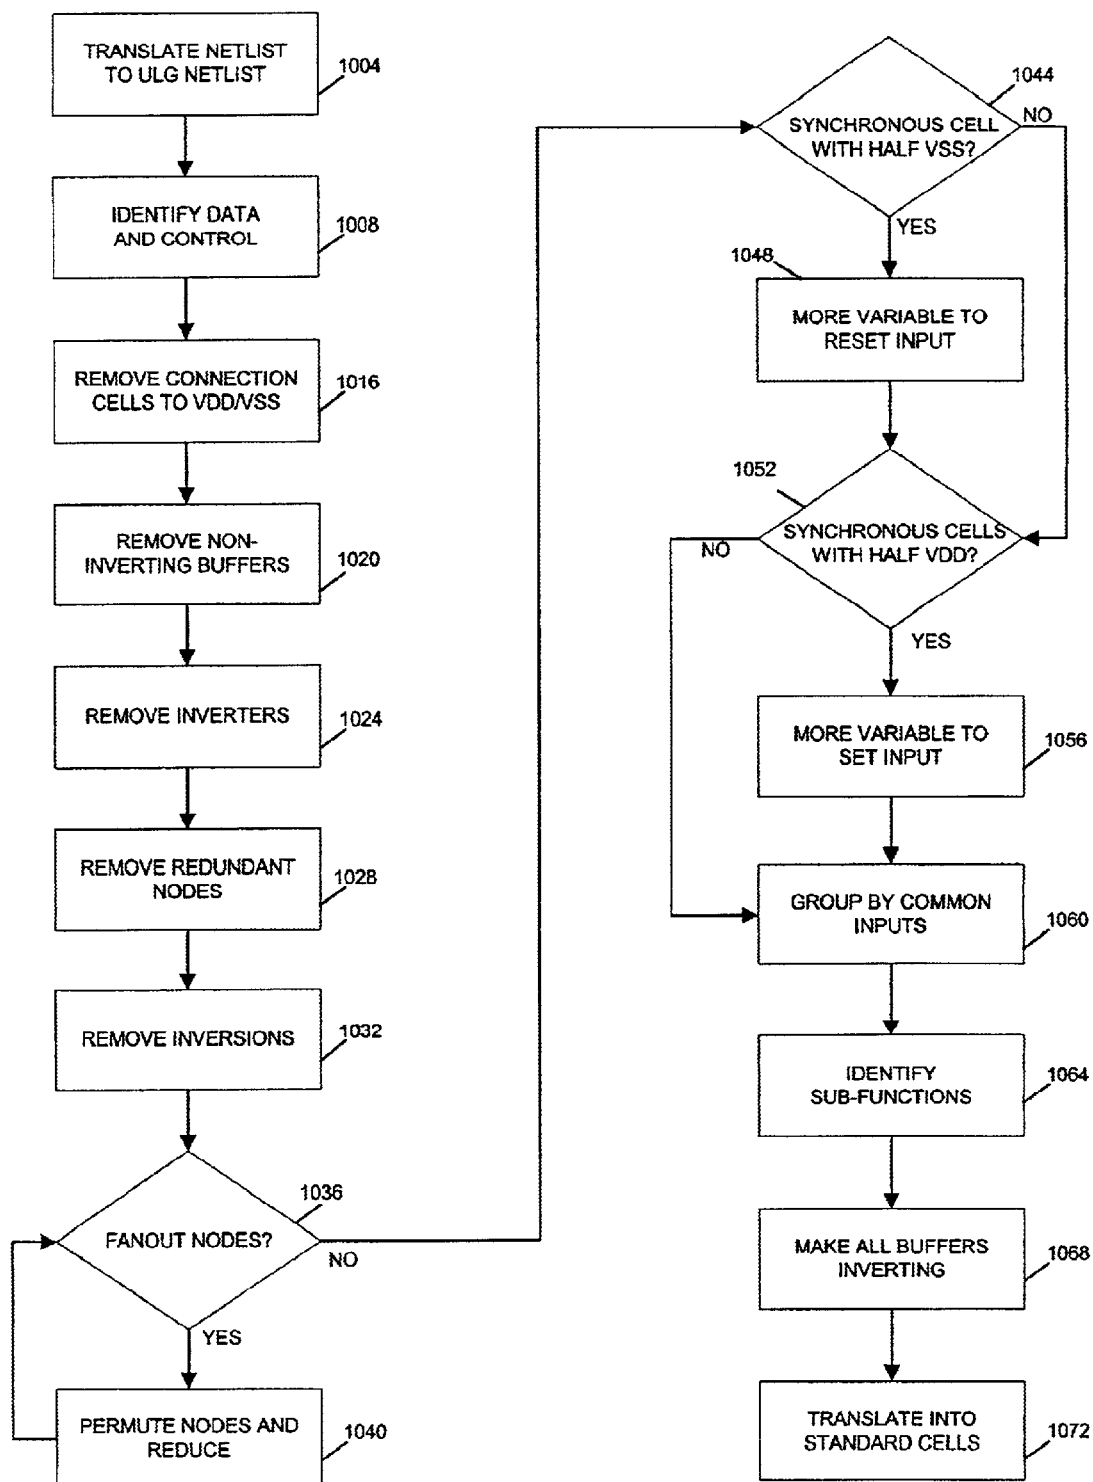 TRANSLATE NETLIST
TO ULG NETLIST
1004
IDENTIFY DATA
AND CONTROL
1008
REMOVE CONNECTION
CELLS TO VDD/VSS
1016
REMOVE NON-
INVERTING BUFFERS
1020
REMOVE INVERTERS
1024
REMOVE REDUNDANT
NODES
1028
REMOVE INVERSIONS
1032
FANOUT NODES?
1036
NO
YES
PERMUTE NODES AND
REDUCE
1040
SYNCHRONOUS CELL
WITH HALF VSS?
1044
NO
YES
1048
MORE VARIABLE TO
RESET INPUT
1052
SYNCHRONOUS CELLS
WITH HALF VDD?
NO
YES
MORE VARIABLE TO
SET INPUT
1056
GROUP BY COMMON
INPUTS
1060
IDENTIFY
SUB-FUNCTIONS
1064
MAKE ALL BUFFERS
INVERTING
1068
TRANSLATE INTO
STANDARD CELLS
1072